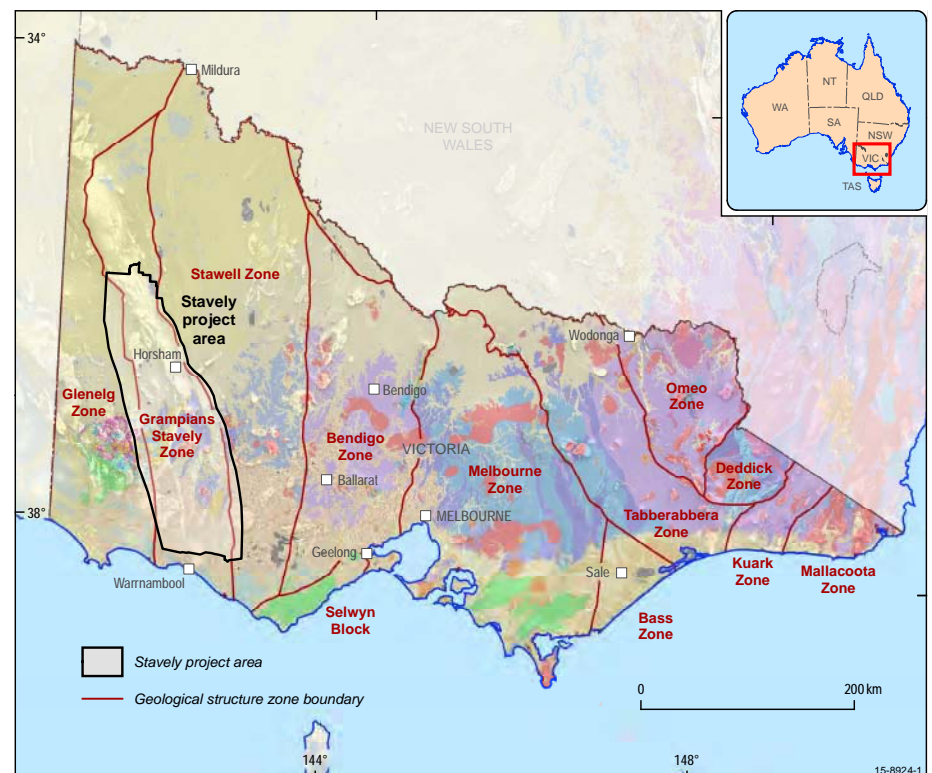 34°
Mildura
NEW SOUTH
WALES
WA
NT
QLD
SA
NSW
VIC
TAS
Stawell Zone
Stavely
project
area
Wodonga
Horsham
Bendigo
Omeo
Zone
Glenelg
Zone
Grampians
Stavely
Zone
Bendigo
Zone
VICTORIA
Melbourne
Zone
Deddick
Zone
Ballarat
38°
MELBOURNE
Tabberabbera
Zone
Geelong
Kuark
Zone
Mallacoota
Zone
Warrnambool
Sale
Selwyn
Block
Bass
Zone
Stavely project area
Geological structure zone boundary
0
200 km
144°
148°
15-8924-1